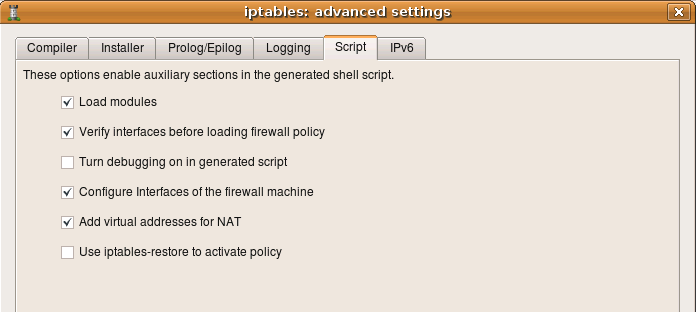 iptables: advanced settings
Compiler Installer Prolog/Epilog Logging Script IPv6
These options enable auxiliary sections in the generated shell script.
Load modules
Verify interfaces before loading firewall policy
Turn debugging on in generated script
Configure Interfaces of the firewall machine
Add virtual addresses for NAT
Use iptables-restore to activate policy